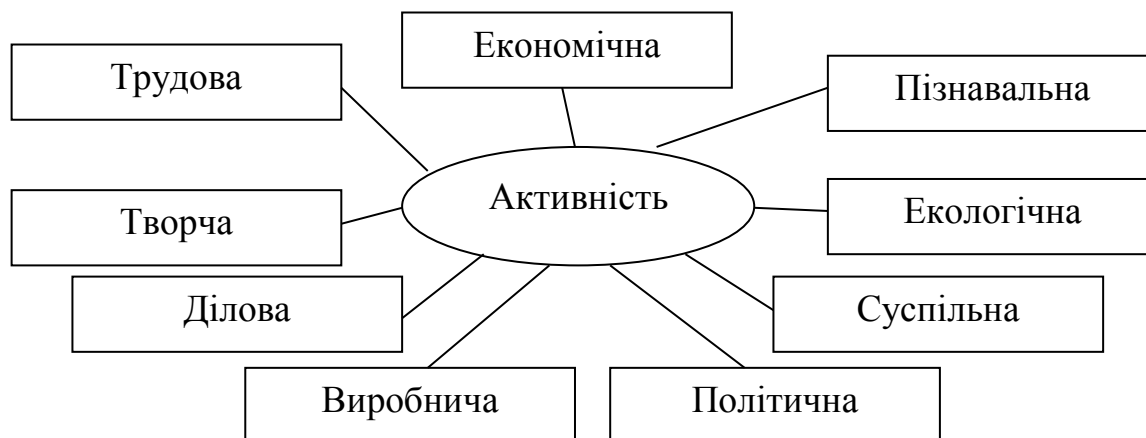 Економічна
Трудова
Пізнавальна
Активність
Творча
Екологічна
Ділова
Суспільна
Виробнича
Політична